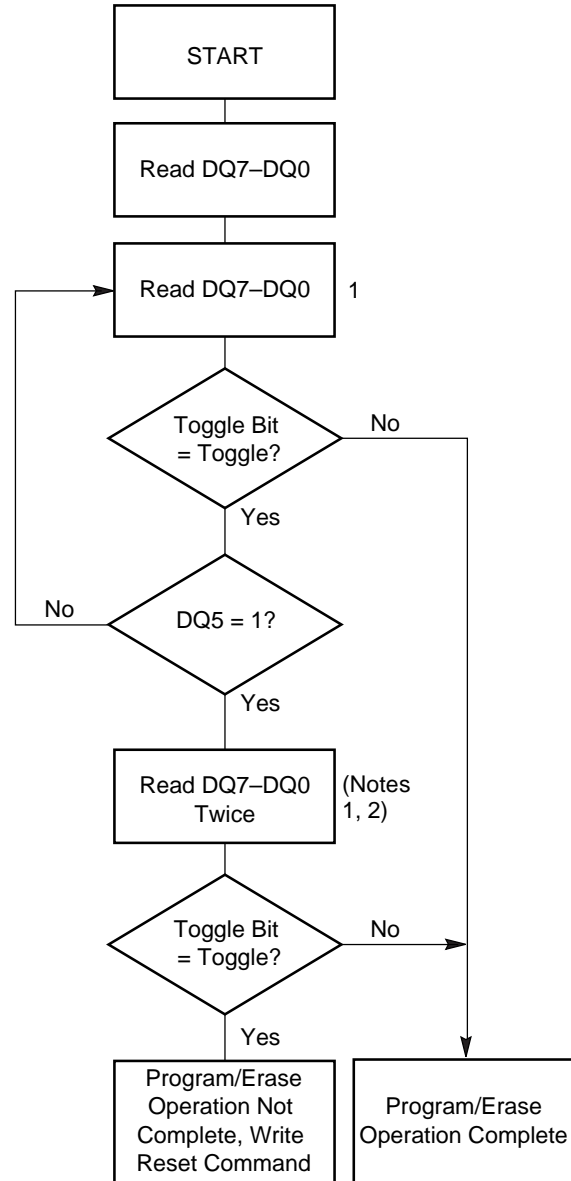 START
Read DQ7–DQ0
Read DQ7–DQ0
1
Toggle Bit
= Toggle?
No
Yes
No
DQ5 = 1?
Yes
Read DQ7–DQ0
Twice
(Notes
1, 2)
Toggle Bit
= Toggle?
No
Yes
Program/Erase
Operation Not
Complete, Write
Reset Command
Program/Erase
Operation Complete